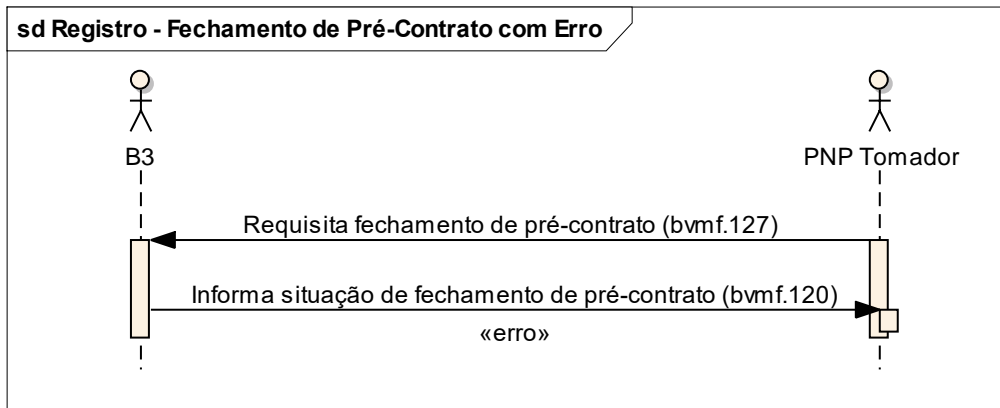 sd Registro - Fechamento de Pré-Contrato com Erro
B3
PNP Tomador
Requisita fechamento de pré-contrato (bvmf.127)
Informa situação de fechamento de pré-contrato (bvmf.120)
«erro»